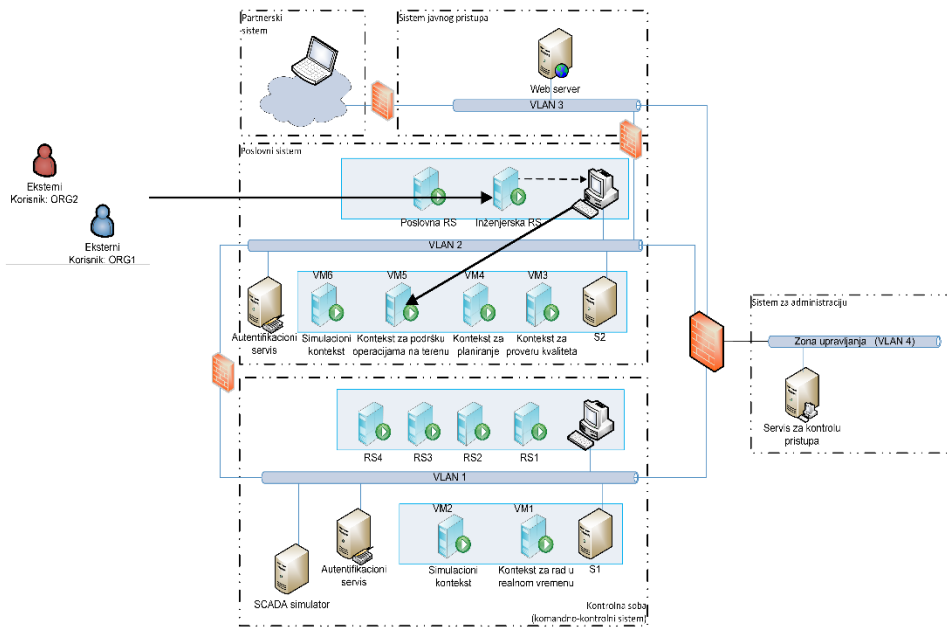 Partnerski
sistem
Sistem javnog pristupa
Web server
VLAN 3
Eksterni
Korisnik: ORG2
Eksterni
Korisnik: ORG1
Poslovni sistem
Poslovna RS
Inženjerska RS
VLAN 2
VM6
VM5
VM4
VM3
Autentifikacioni
servis
Simulacioni
kontekst
Kontekst za podršku
operacijama na terenu
Kontekst za
planiranje
Kontekst za
proveru kvaliteta
S2
Sistem za administraciju
Zona upravljanja (VLAN 4)
Servis za kontrolu
pristupa
RS4
RS3
RS2
RS1
VLAN 1
VM2
VM1
SCADA simulator
Autentifikacioni
servis
Simulacioni
kontekst
Kontekst za rad u
realnom vremenu
S1
Kontrolna soba
(komandno-kontrolni sistem)